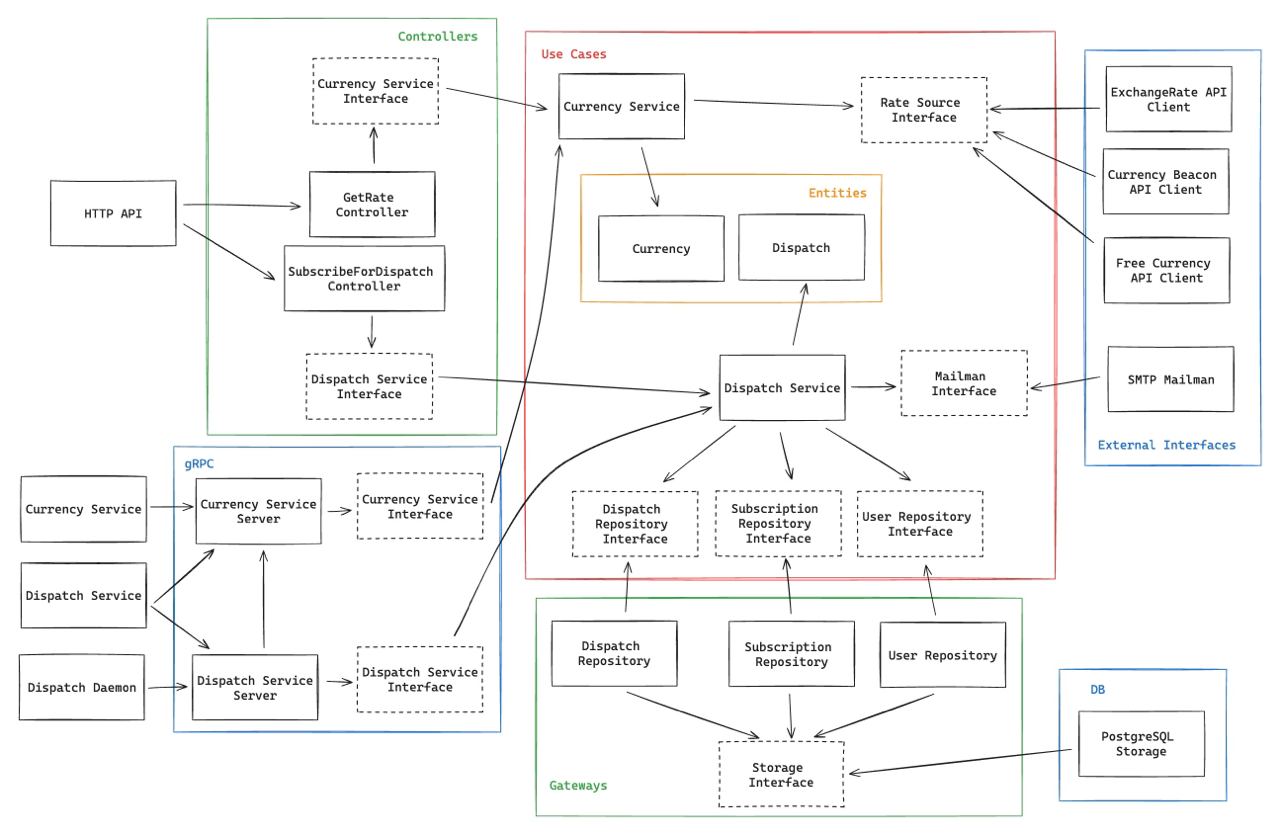 Controllers
Currency Service
Interface
GetRate
Controller
HTTP API
SubscribeForDispatch
Controller
Dispatch Service
Interface
Use Cases
Currency Service
Rate Source
Interface
Entities
Currency
Dispatch
Dispatch Service
Mailman
Interface
Dispatch
Repository
Interface
Subscription
Repository
Interface
User Repository
Interface
ExchangeRate API
Client
Currency Beacon
API Client
Free Currency
API Client
SMTP Mailman
External Interfaces
gRPC
Currency Service
Currency Service
Server
Currency Service
Interface
Dispatch Service
Dispatch Daemon
Dispatch Service
Server
Dispatch Service
Interface
Dispatch
Repository
Subscription
Repository
User Repository
Storage
Interface
Gateways
DB
PostgreSQL
Storage